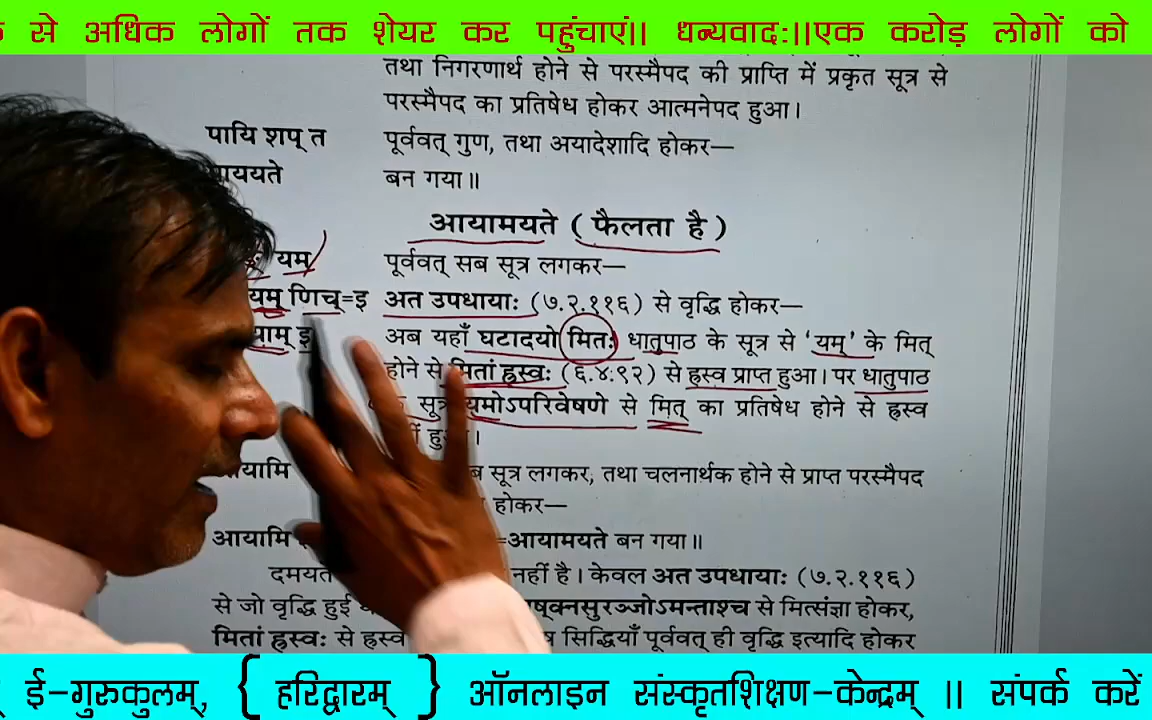 से अधिक लोगों तक शेयर कर पहुंचाएं।। धन्यवादः।।एक करोड़ लोगों को
तथा निगरणार्थ होने से परस्मैपद की प्राप्ति में प्रकृत सूत्र से
परस्मैपद का प्रतिषेध होकर आत्मनेपद हुआ।
पायि शप् त पूर्ववत् गुण, तथा अयादेशादि होकर—
बन गया॥
आयामयते ( फैलता है )
यम् पूर्ववत् सब सूत्र लगकर—
यम् णिच्=इ अत उपधायाः (७.२.११६) से वृद्धि होकर—
याम् इ अब यहाँ घटादयो मितः धातुपाठ के सूत्र से ‘यम्’ के मित्
होने से मितां ह्रस्वः (६.४.९२) से ह्रस्व प्राप्त हुआ। पर धातुपाठ
सूत्र यमोऽपरिवेषणे से मित् का प्रतिषेध होने से ह्रस्व
सूत्र लगकर, तथा चलनार्थक होने से प्राप्त परस्मैपद
होकर—
आयामि =आयामयते बन गया॥
नहीं है। केवल अत उपधायाः (७.२.११६)
से जो वृद्धि हुई से मित्संज्ञा होकर,
मितां ह्रस्वः से ह्रस्व सिद्धियाँ पूर्ववत् ही वृद्धि इत्यादि होकर
ई-गुरुकुलम्, { हरिद्वारम् } ऑनलाइन संस्कृतशिक्षण-केन्द्रम् ।। संपर्क करें